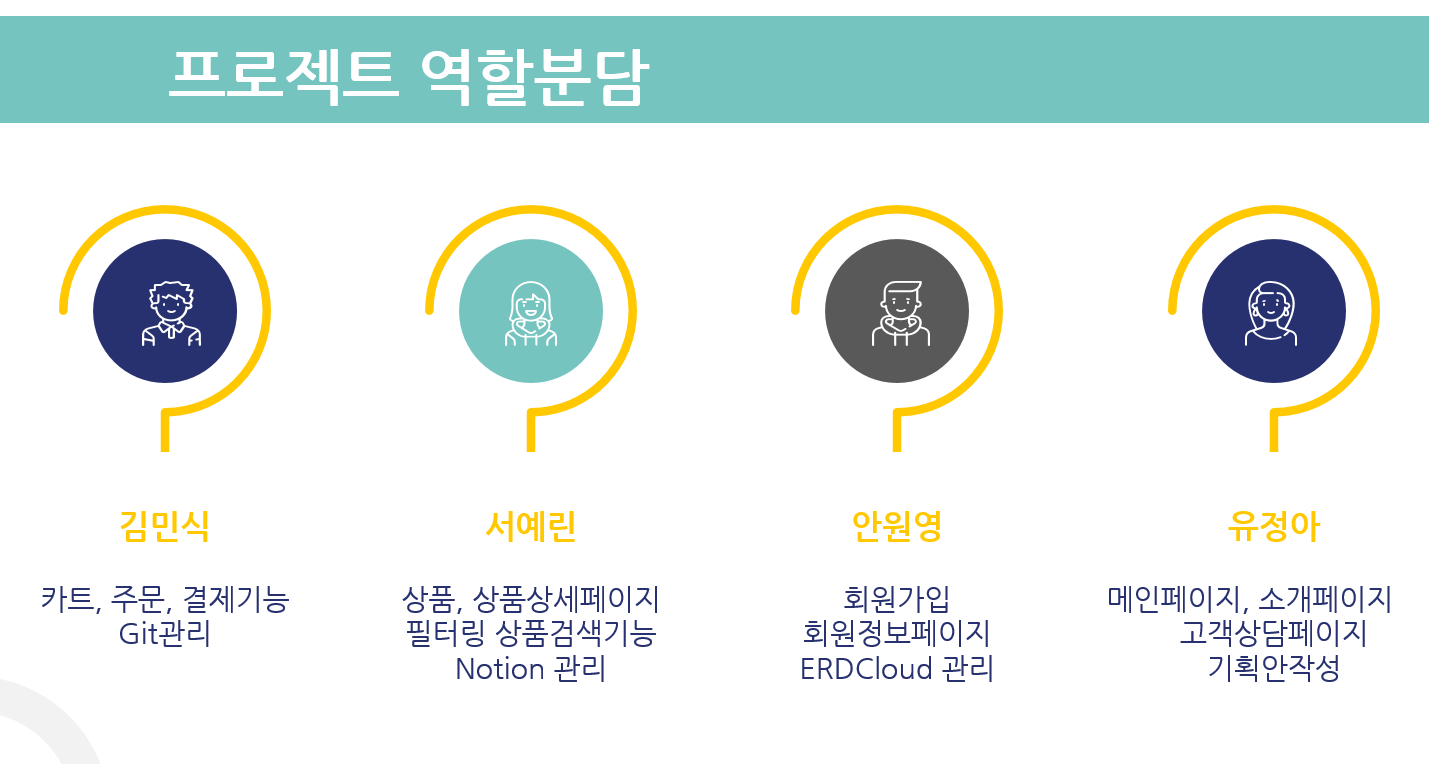 프로젝트 역할분담
김민식
카트, 주문, 결제기능
Git관리
서예린
상품, 상품상세페이지
필터링 상품검색기능
Notion 관리
안원영
회원가입
회원정보페이지
ERDCloud 관리
유정아
메인페이지, 소개페이지
고객상담페이지
기획안작성